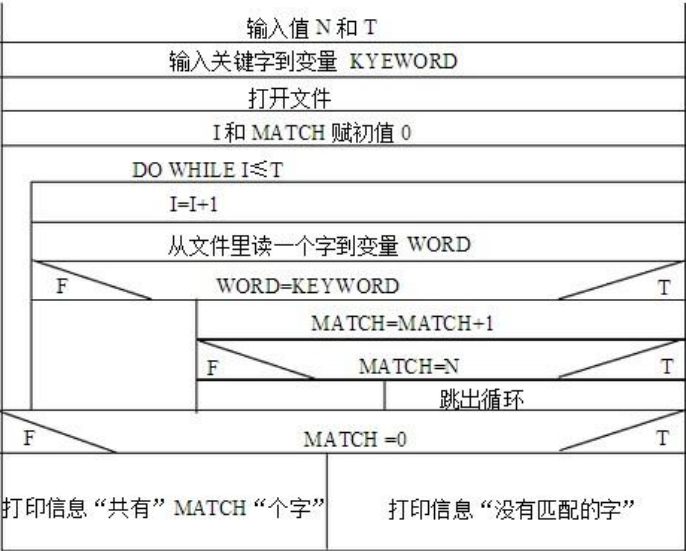 输入值 N 和 T
输入关键字到变量 KYEWORD
打开文件
I 和 MATCH 赋初值 0
DO WHILE I≤T
I=I+1
从文件里读一个字到变量 WORD
F WORD=KEYWORD T
MATCH=MATCH+1
F MATCH=N T
跳出循环
F MATCH =0 T
打印信息“共有”MATCH“个字” 打印信息“没有匹配的字”